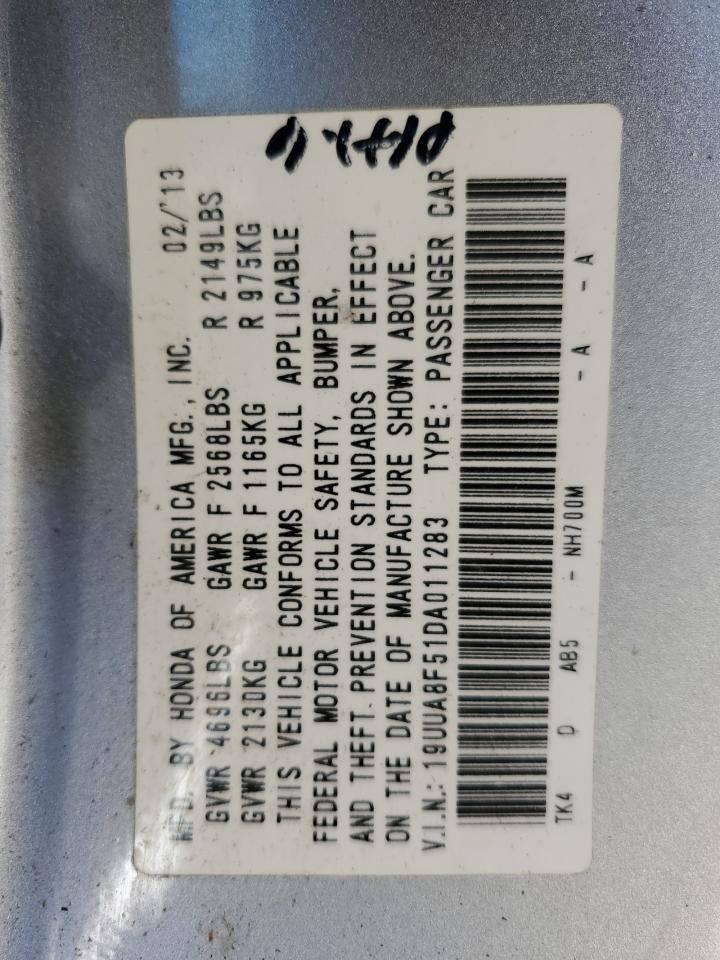 MFD. BY HONDA OF AMERICA MFG., INC. 02/'13
GVWR 4696LBS GAWR F 2568LBS R 2149LBS
GVWR 2130KG GAWR F 1165KG R 975KG
THIS VEHICLE CONFORMS TO ALL APPLICABLE
FEDERAL MOTOR VEHICLE SAFETY, BUMPER,
AND THEFT PREVENTION STANDARDS IN EFFECT
ON THE DATE OF MANUFACTURE SHOWN ABOVE.
V.I.N.: 19UUA8F51DA011283 TYPE: PASSENGER CAR
TK4 D AB5 - NH700M - A - A